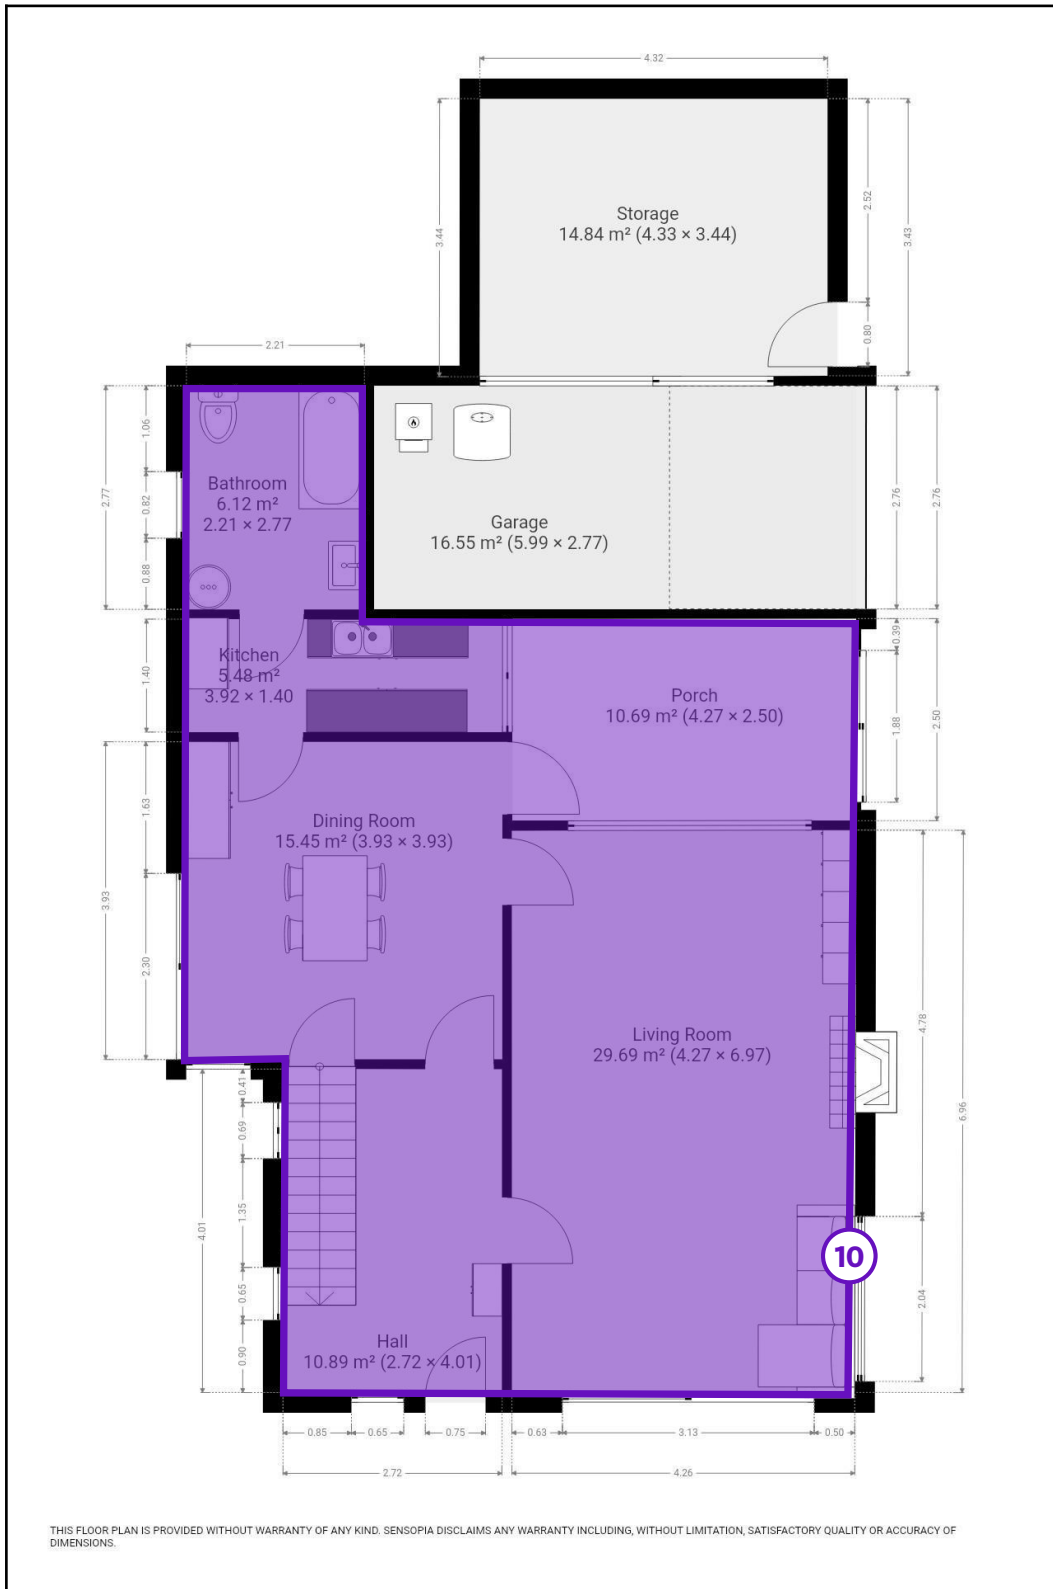 4.32
Storage
14.84 m² (4.33 × 3.44)
3.44
2.52
3.43
0.80
2.21
1.06
2.77
0.82
0.88
Bathroom
6.12 m²
2.21 × 2.77
Garage
16.55 m² (5.99 × 2.77)
2.76
2.76
Kitchen
5.48 m²
3.92 × 1.40
1.40
Porch
10.69 m² (4.27 × 2.50)
0.39
1.88
2.50
Dining Room
15.45 m² (3.93 × 3.93)
1.63
3.93
2.30
Living Room
29.69 m² (4.27 × 6.97)
4.78
6.96
2.04
10
0.41
0.69
1.35
4.01
0.65
0.90
Hall
10.89 m² (2.72 × 4.01)
0.85
0.65
0.75
0.63
3.13
0.50
2.72
4.26
THIS FLOOR PLAN IS PROVIDED WITHOUT WARRANTY OF ANY KIND. SENSOPIA DISCLAIMS ANY WARRANTY INCLUDING, WITHOUT LIMITATION, SATISFACTORY QUALITY OR ACCURACY OF
DIMENSIONS.